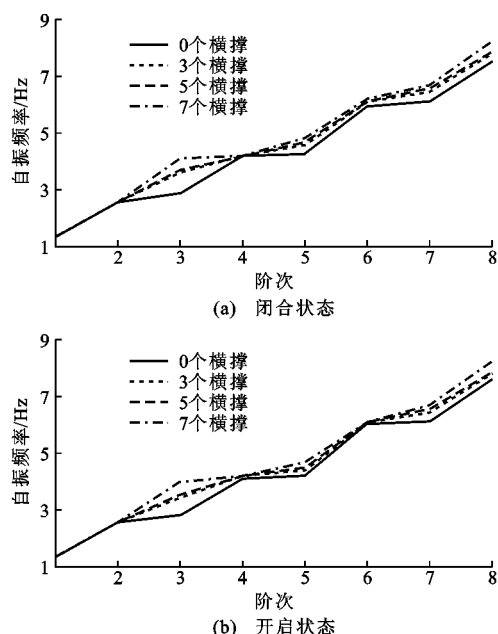 9
7
5
3
1
自振频率/Hz
0个横撑
3个横撑
5个横撑
7个横撑
2 3 4 5 6 7 8
阶次
(a) 闭合状态
9
7
5
3
1
自振频率/Hz
0个横撑
3个横撑
5个横撑
7个横撑
2 3 4 5 6 7 8
阶次
(b) 开启状态